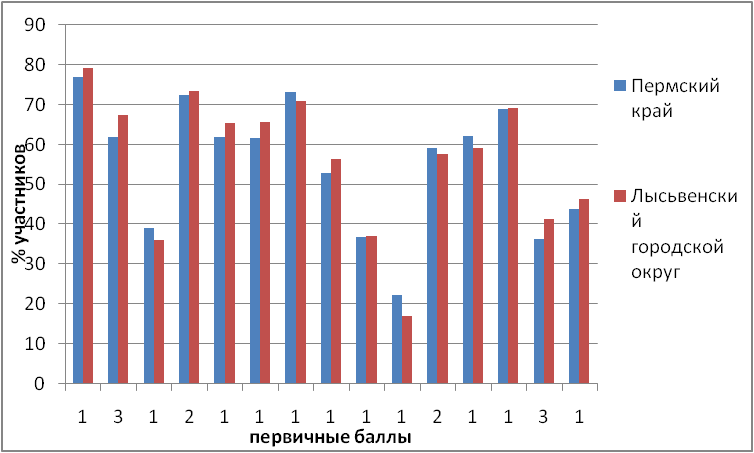 90
80
70
60
50
40
30
20
10
0
% участников
1 3 1 2 1 1 1 1 1 1 2 1 1 3 1
первичные баллы
Пермский
край
Лысьвенски
й
городской
округ